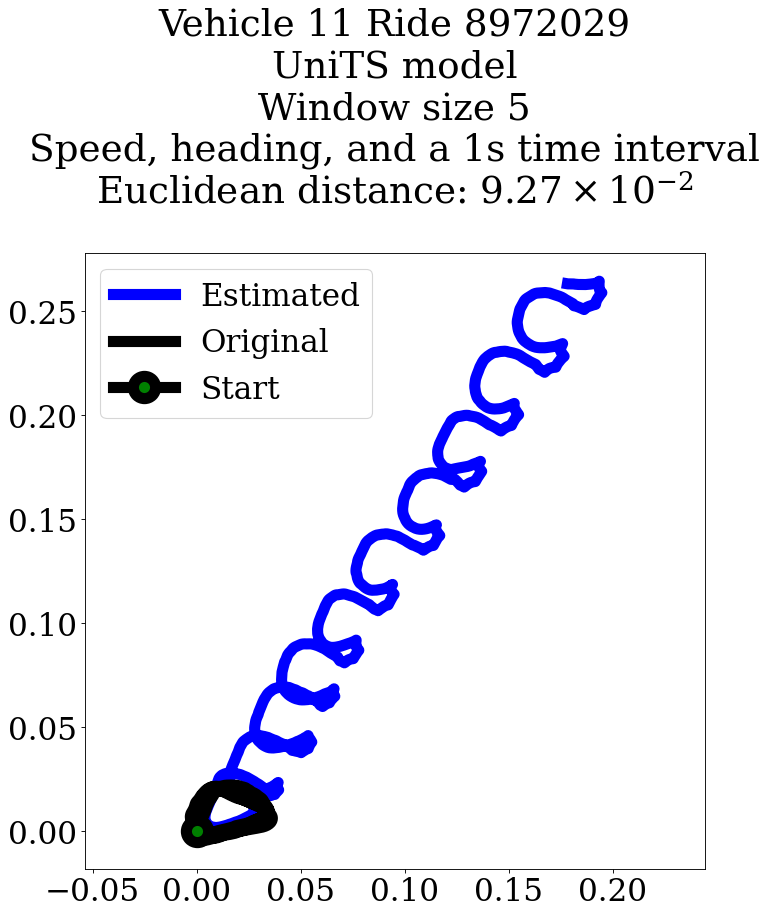 Vehicle 11 Ride 8972029
UniTS model
Window size 5
Speed, heading, and a 1s time interval
Euclidean distance: 9.27 × 10⁻²
Estimated
Original
Start
0.25
0.20
0.15
0.10
0.05
0.00
−0.05 0.00 0.05 0.10 0.15 0.20